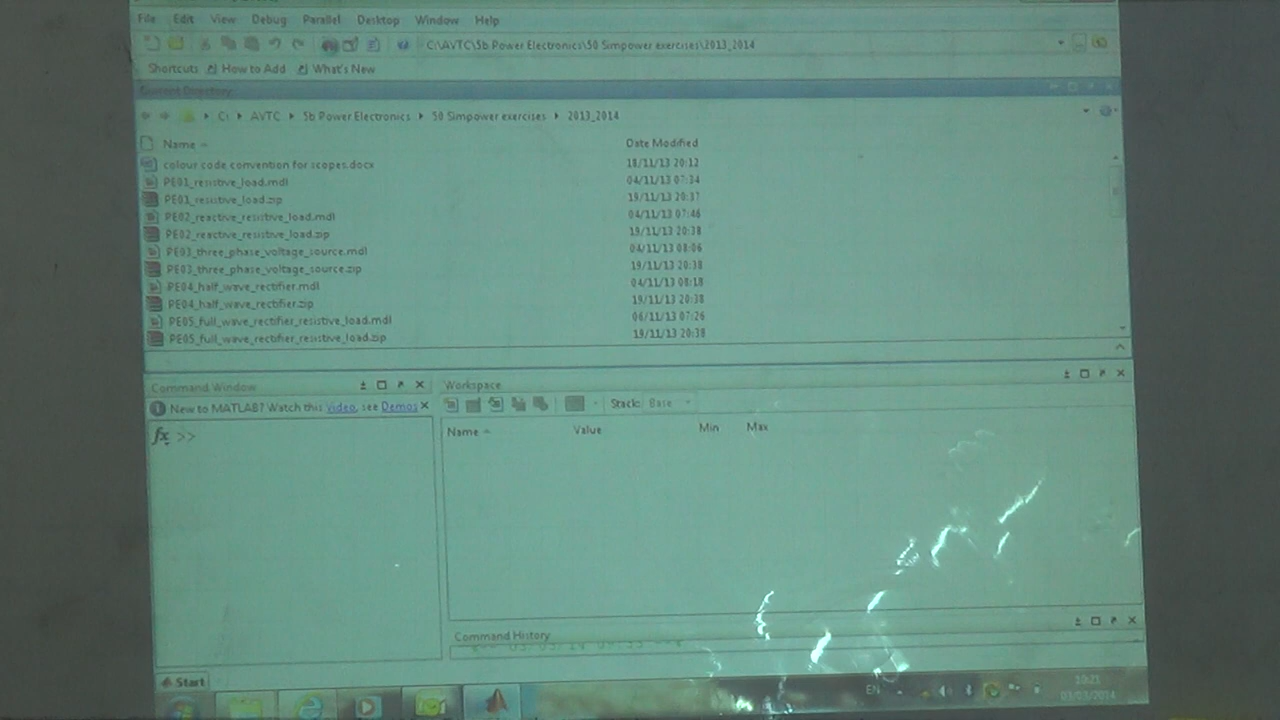 File Edit View Debug Parallel Desktop Window Help
C:\AVTC\5b Power Electronics\50 Simpower exercises\2013_2014
Shortcuts How to Add What's New
Current Directory
C: AVTC 5b Power Electronics 50 Simpower exercises 2013_2014
Name Date Modified
colour code convention for scopes.docx 18/11/13 20:12
PE01_resistive_load.mdl 04/11/13 07:34
PE01_resistive_load.zip 19/11/13 20:37
PE02_reactive_resistive_load.mdl 04/11/13 07:46
PE02_reactive_resistive_load.zip 19/11/13 20:38
PE03_three_phase_voltage_source.mdl 04/11/13 08:06
PE03_three_phase_voltage_source.zip 19/11/13 20:38
PE04_half_wave_rectifier.mdl 04/11/13 08:18
PE04_half_wave_rectifier.zip 19/11/13 20:38
PE05_full_wave_rectifier_resistive_load.mdl 06/11/13 07:26
PE05_full_wave_rectifier_resistive_load.zip 19/11/13 20:38
Command Window
New to MATLAB? Watch this video, see Demos
fx >>
Workspace
Stack: Base
Name Value Min Max
Command History
Start
EN 10:21
03/03/2014